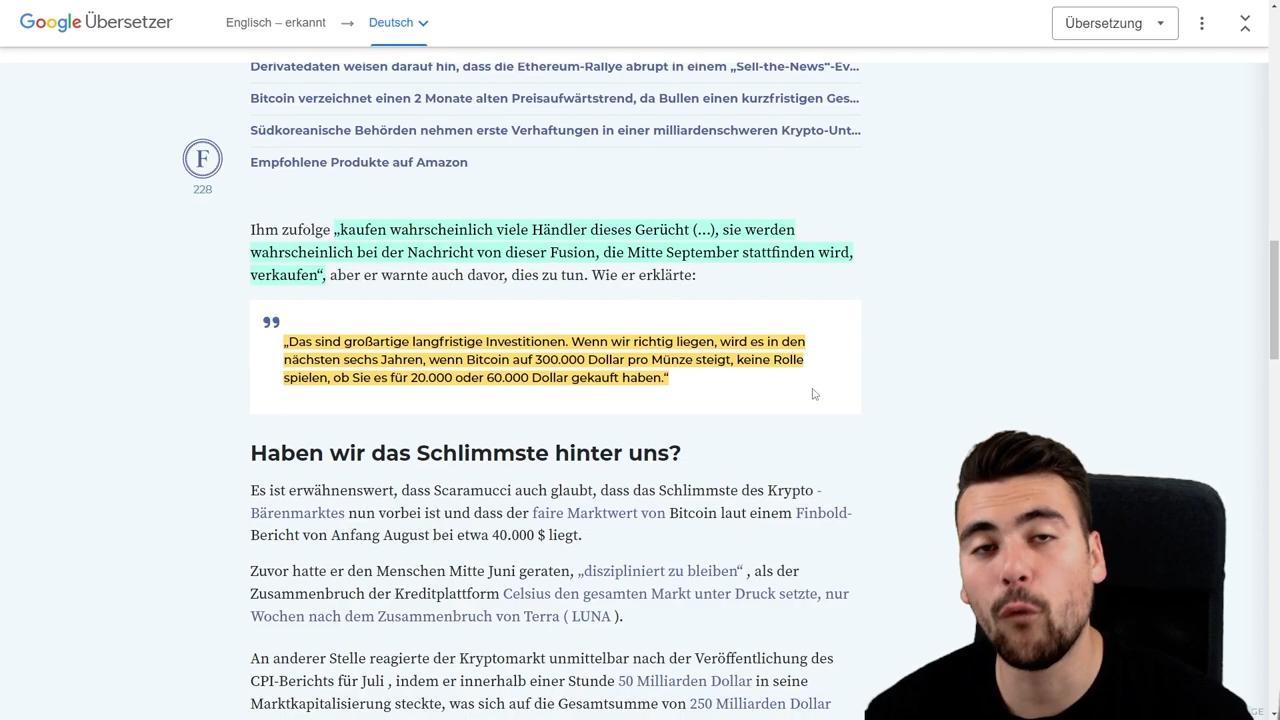 Google Übersetzer
Englisch – erkannt → Deutsch
Übersetzung
Derivatedaten weisen darauf hin, dass die Ethereum-Rallye abrupt in einem „Sell-the-News“-Ev...
Bitcoin verzeichnet einen 2 Monate alten Preisaufwärtstrend, da Bullen einen kurzfristigen Ges...
Südkoreanische Behörden nehmen erste Verhaftungen in einer milliardenschweren Krypto-Unt...
Empfohlene Produkte auf Amazon
F
228
Ihm zufolge „kaufen wahrscheinlich viele Händler dieses Gerücht (...), sie werden
wahrscheinlich bei der Nachricht von dieser Fusion, die Mitte September stattfinden wird,
verkaufen“, aber er warnte auch davor, dies zu tun. Wie er erklärte:
„Das sind großartige langfristige Investitionen. Wenn wir richtig liegen, wird es in den
nächsten sechs Jahren, wenn Bitcoin auf 300.000 Dollar pro Münze steigt, keine Rolle
spielen, ob Sie es für 20.000 oder 60.000 Dollar gekauft haben.“
Haben wir das Schlimmste hinter uns?
Es ist erwähnenswert, dass Scaramucci auch glaubt, dass das Schlimmste des Krypto -
Bärenmarktes nun vorbei ist und dass der faire Marktwert von Bitcoin laut einem Finbold-
Bericht von Anfang August bei etwa 40.000 $ liegt.
Zuvor hatte er den Menschen Mitte Juni geraten, „diszipliniert zu bleiben“ , als der
Zusammenbruch der Kreditplattform Celsius den gesamten Markt unter Druck setzte, nur
Wochen nach dem Zusammenbruch von Terra ( LUNA ).
An anderer Stelle reagierte der Kryptomarkt unmittelbar nach der Veröffentlichung des
CPI-Berichts für Juli , indem er innerhalb einer Stunde 50 Milliarden Dollar in seine
Marktkapitalisierung steckte, was sich auf die Gesamtsumme von 250 Milliarden Dollar